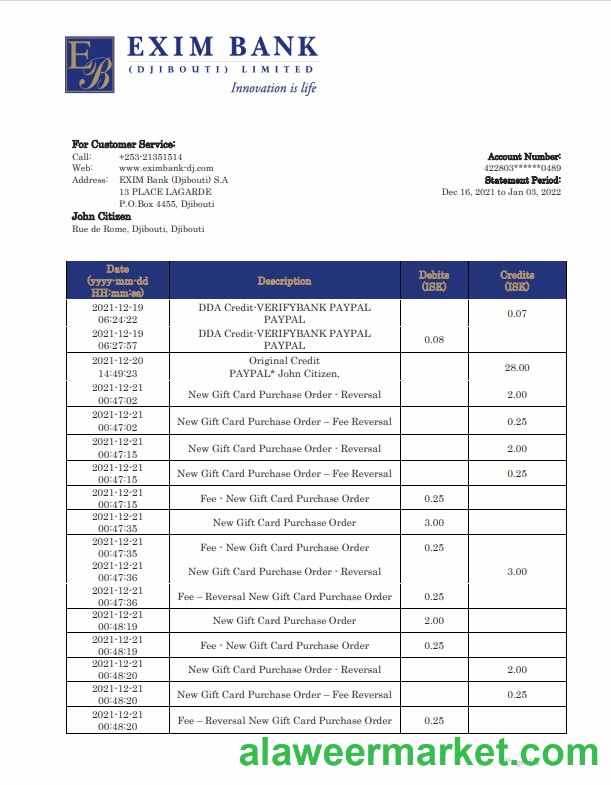 EB
EXIM BANK
(DJIBOUTI) LIMITED
Innovation is life
For Customer Service:
Call: +253-21351514
Web: www.eximbank-dj.com
Address: EXIM Bank (Djibouti) S.A
13 PLACE LAGARDE
P.O.Box 4455, Djibouti
Account Number:
422803******0489
Statement Period:
Dec 16, 2021 to Jan 03, 2022
John Citizen
Rue de Rome, Djibouti, Djibouti
Date (yyyy-mm-dd HH:mm:ss) Description Debits (ISK) Credits (ISK)
2021-12-19 06:24:22 DDA Credit-VERIFYBANK PAYPAL PAYPAL 0.07
2021-12-19 06:27:57 DDA Credit-VERIFYBANK PAYPAL PAYPAL 0.08
2021-12-20 14:49:23 Original Credit PAYPAL* John Citizen, 28.00
2021-12-21 00:47:02 New Gift Card Purchase Order - Reversal 2.00
2021-12-21 00:47:02 New Gift Card Purchase Order – Fee Reversal 0.25
2021-12-21 00:47:15 New Gift Card Purchase Order - Reversal 2.00
2021-12-21 00:47:15 New Gift Card Purchase Order – Fee Reversal 0.25
2021-12-21 00:47:15 Fee - New Gift Card Purchase Order 0.25
2021-12-21 00:47:35 New Gift Card Purchase Order 3.00
2021-12-21 00:47:35 Fee - New Gift Card Purchase Order 0.25
2021-12-21 00:47:36 New Gift Card Purchase Order - Reversal 3.00
2021-12-21 00:47:36 Fee – Reversal New Gift Card Purchase Order 0.25
2021-12-21 00:48:19 New Gift Card Purchase Order 2.00
2021-12-21 00:48:19 Fee - New Gift Card Purchase Order 0.25
2021-12-21 00:48:20 New Gift Card Purchase Order - Reversal 2.00
2021-12-21 00:48:20 New Gift Card Purchase Order – Fee Reversal 0.25
2021-12-21 00:48:20 Fee – Reversal New Gift Card Purchase Order 0.25
alaweermarket.com